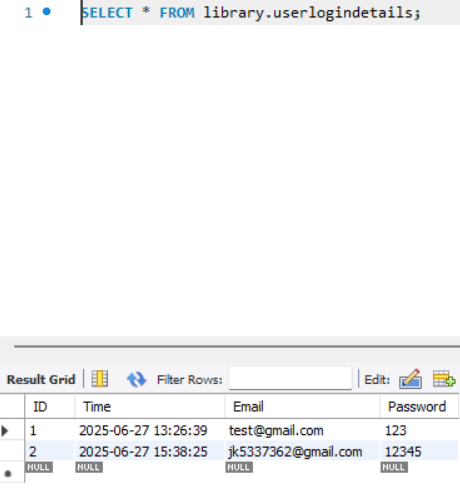 1 SELECT * FROM library.userlogindetails;
Result Grid Filter Rows: Edit:
ID Time Email Password
1 2025-06-27 13:26:39 test@gmail.com 123
2 2025-06-27 15:38:25 jk5337362@gmail.com 12345
NULL NULL NULL NULL